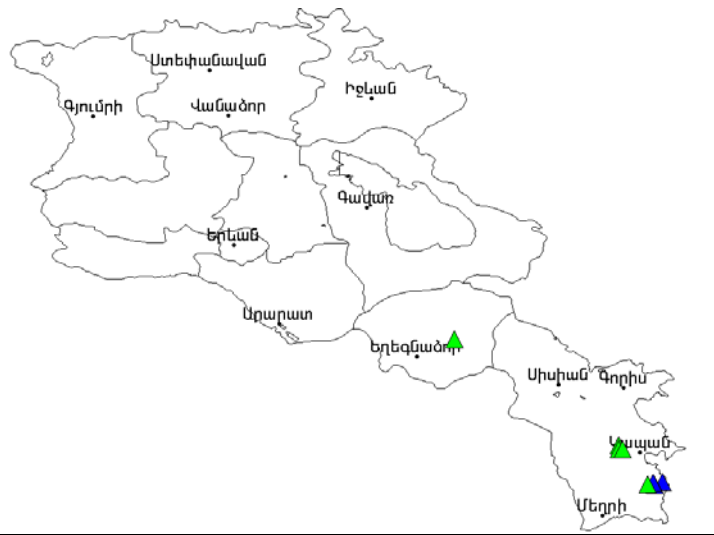 Ստեփանավան
Իջևան
Գյումրի
Վանաձոր
Գավառ
Երևան
Արարատ
Եղեգնաձոր
Սիսիան
Գորիս
Կապան
Մեղրի